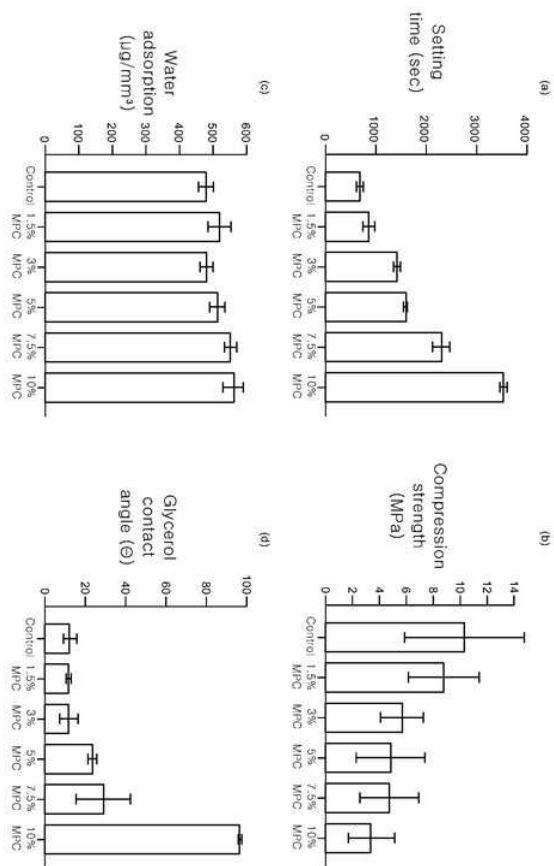 (a)
Setting
time (sec)
4000
3000
2000
1000
0
Control 1.5% 3% 5% 7.5% 10%
MPC MPC MPC MPC MPC
(b)
Compression
strength
(MPa)
14
12
10
8
6
4
2
0
Control 1.5% 3% 5% 7.5% 10%
MPC MPC MPC MPC MPC
(c)
Water
adsorption
(µg/mm³)
600
500
400
300
200
100
0
Control 1.5% 3% 5% 7.5% 10%
MPC MPC MPC MPC MPC
(d)
Glycerol
contact
angle (Θ)
100
80
60
40
20
0
Control 1.5% 3% 5% 7.5% 10%
MPC MPC MPC MPC MPC